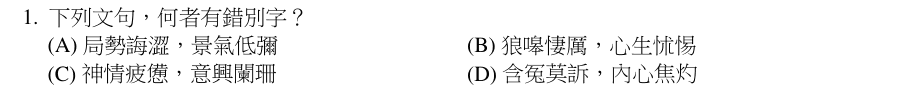 1. 下列文句，何者有錯別字？
(A) 局勢誨澀，景氣低彌 (B) 狼嗥悽厲，心生怵惕
(C) 神情疲憊，意興闌珊 (D) 含冤莫訴，內心焦灼